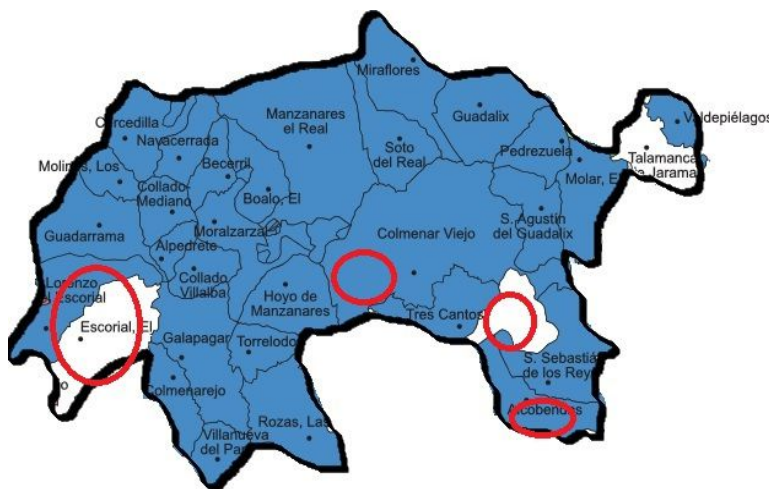 Miraflores
Valdepiélagos
Guadalix
Manzanares
el Real
Cercedilla
Navacerrada
Soto
del Real
Pedrezuela
Talamanca
Jarama
Becerril
Molinos, Los
Molar, E
Collado
Mediano
Boalo, El
S. Agustín
del Guadalix
Moralzarzal
Colmenar Viejo
Guadarrama
Alpedrete
Collado
Villalba
Lorenzo
El Escorial
Hoyo de
Manzanares
Tres Cantos
Escorial, El
Galapagar
Torrelodo
S. Sebastiá
de los Rey
Colmenarejo
Alcobendas
Rozas, Las
Villanueva
del Par